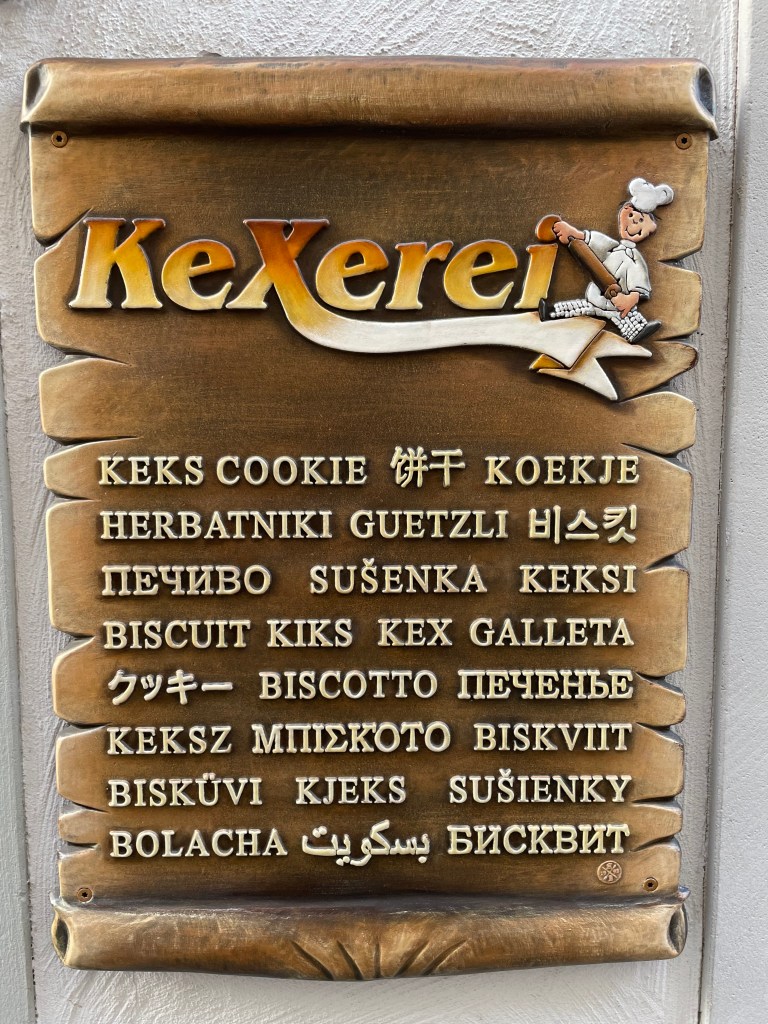 KeXerei
KEKS COOKIE 饼干 KOEKJE
HERBATNIKI GUETZLI 비스킷
ПЕЧИВО SUŠENKA KEKSI
BISCUIT KIKS KEX GALLETA
クッキー BISCOTTO ПЕЧЕНЬЕ
KEKSZ ΜΠΙΣΚΌΤΟ BISKVIIT
BISKÜVI KJEKS SUŠIENKY
BOLACHA بسكويت БИСКВИТ